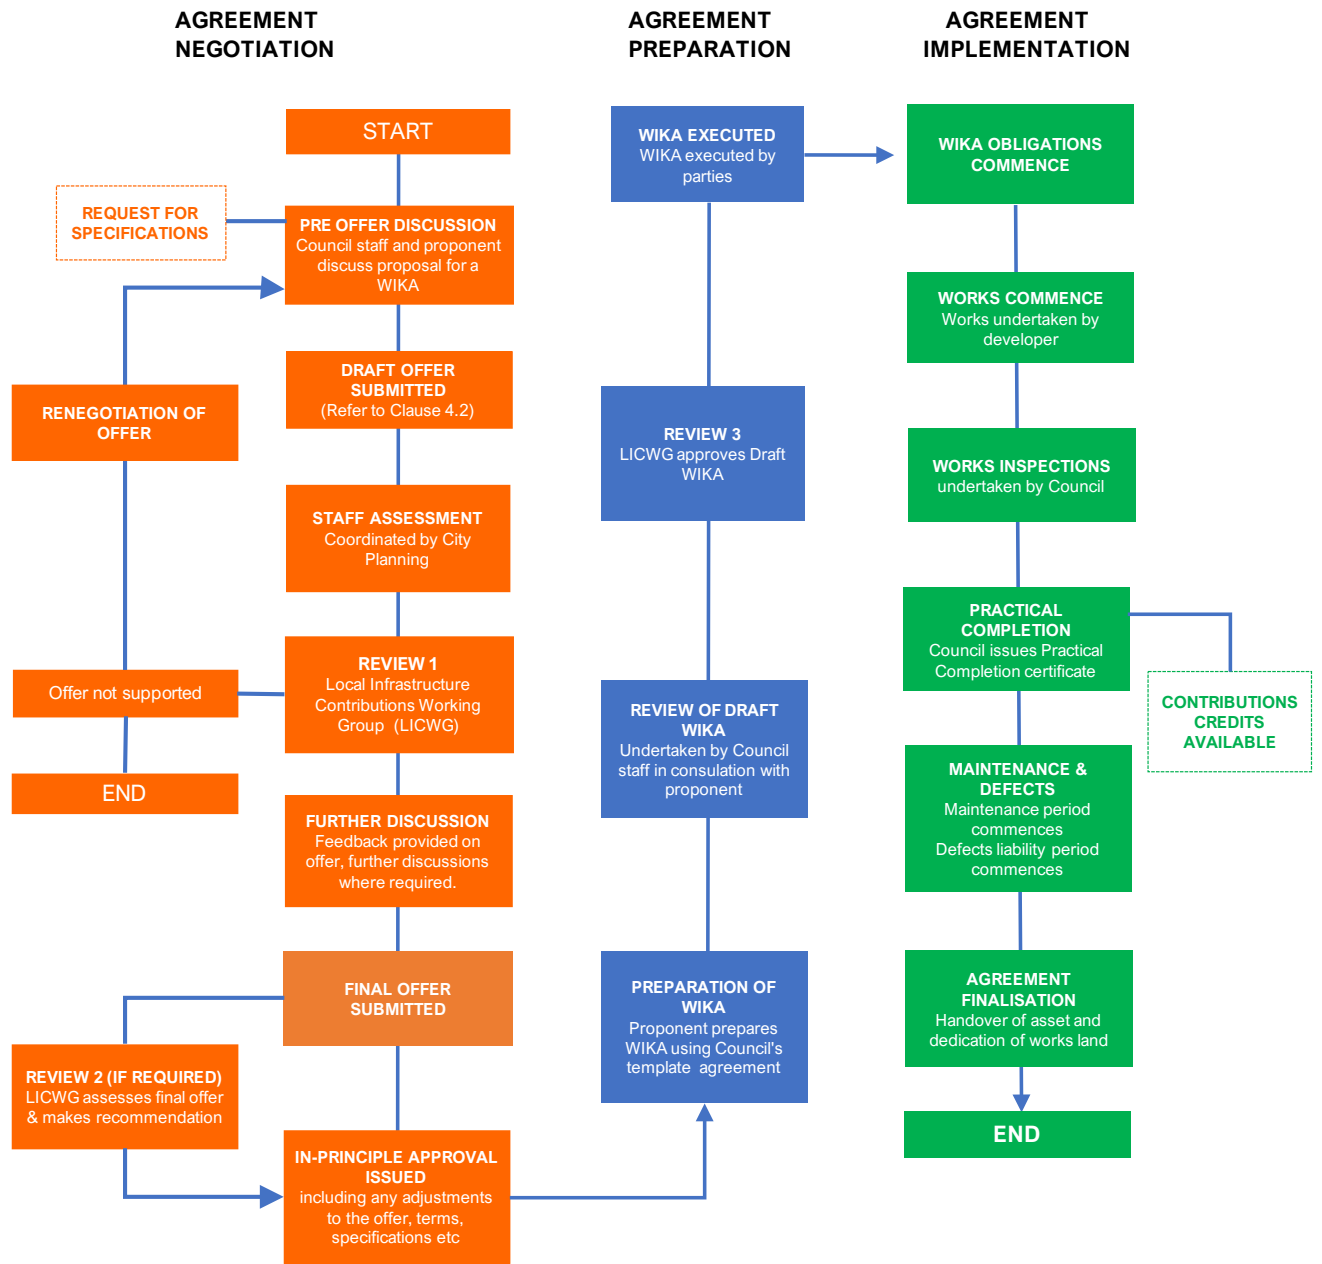 AGREEMENT
NEGOTIATION
START
REQUEST FOR
SPECIFICATIONS
PRE OFFER DISCUSSION
Council staff and proponent
discuss proposal for a
WIKA
DRAFT OFFER
SUBMITTED
(Refer to Clause 4.2)
RENEGOTIATION OF
OFFER
STAFF ASSESSMENT
Coordinated by City
Planning
REVIEW 1
Local Infrastructure
Contributions Working
Group (LICWG)
Offer not supported
END
FURTHER DISCUSSION
Feedback provided on
offer, further discussions
where required.
FINAL OFFER
SUBMITTED
REVIEW 2 (IF REQUIRED)
LICWG assesses final offer
& makes recommendation
IN-PRINCIPLE APPROVAL
ISSUED
including any adjustments
to the offer, terms,
specifications etc
AGREEMENT
PREPARATION
WIKA EXECUTED
WIKA executed by
parties
REVIEW 3
LICWG approves Draft
WIKA
REVIEW OF DRAFT
WIKA
Undertaken by Council
staff in consulation with
proponent
PREPARATION OF
WIKA
Proponent prepares
WIKA using Council's
template agreement
AGREEMENT
IMPLEMENTATION
WIKA OBLIGATIONS
COMMENCE
WORKS COMMENCE
Works undertaken by
developer
WORKS INSPECTIONS
undertaken by Council
PRACTICAL
COMPLETION
Council issues Practical
Completion certificate
CONTRIBUTIONS
CREDITS
AVAILABLE
MAINTENANCE &
DEFECTS
Maintenance period
commences
Defects liability period
commences
AGREEMENT
FINALISATION
Handover of asset and
dedication of works land
END